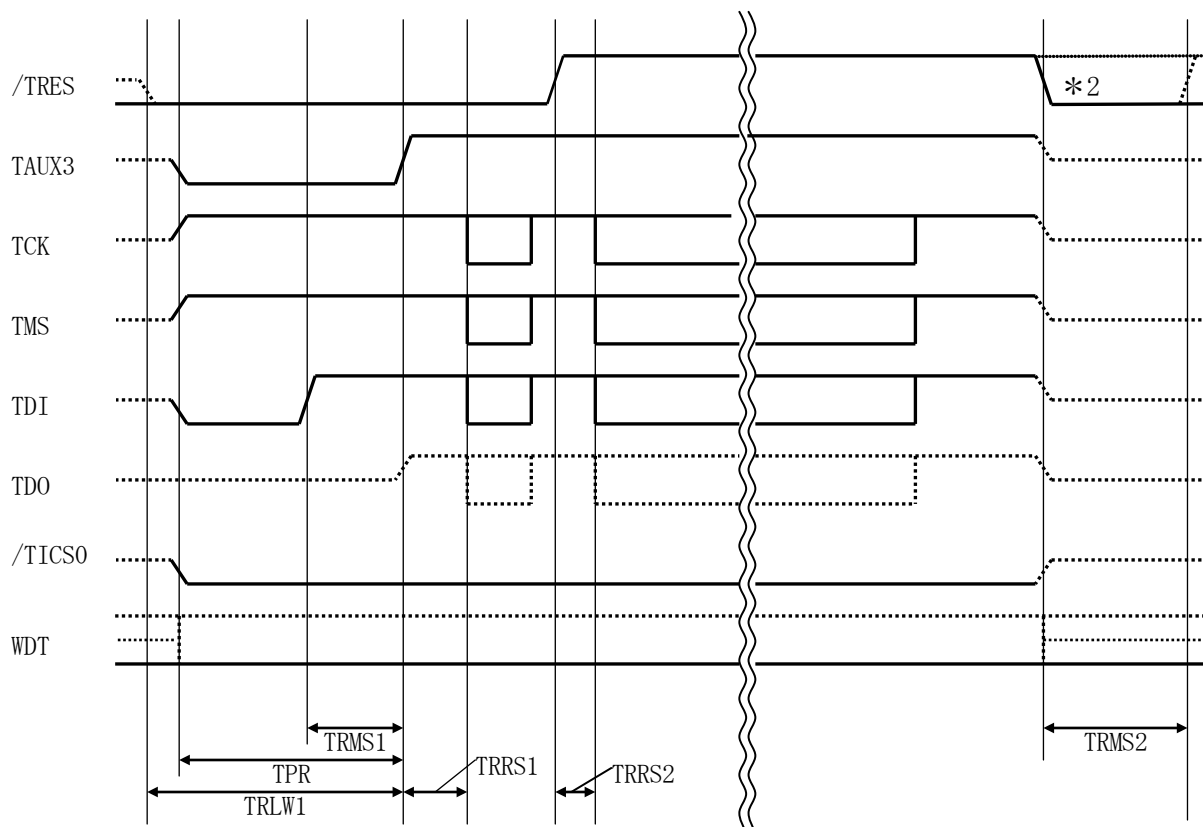 /TRES
*2
TAUX3
TCK
TMS
TDI
TDO
/TICS0
WDT
TRMS1
TRMS2
TPR
TRRS1
TRRS2
TRLW1